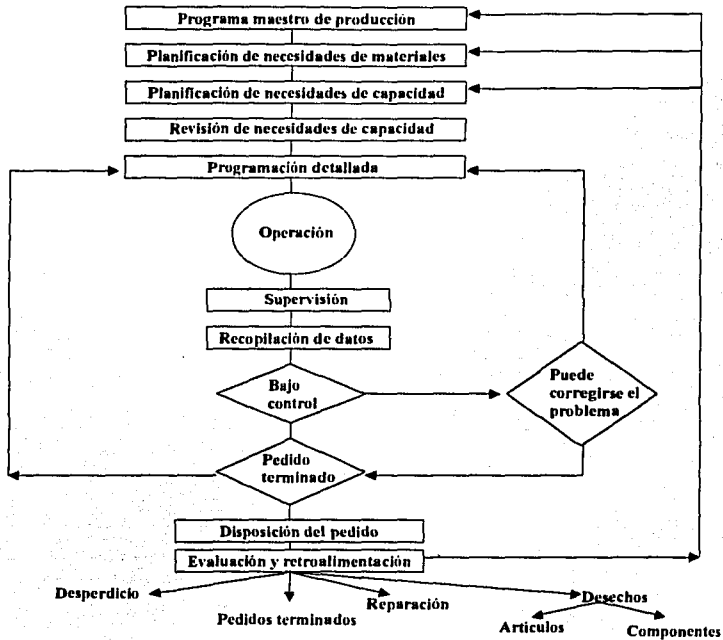 Programa maestro de producción
Planificación de necesidades de materiales
Planificación de necesidades de capacidad
Revisión de necesidades de capacidad
Programación detallada
Operación
Supervisión
Recopilación de datos
Bajo
control
Puede
corregirse el
problema
Pedido
terminado
Disposición del pedido
Evaluación y retroalimentación
Desperdicio
Pedidos terminados
Reparación
Desechos
Artículos
Componentes